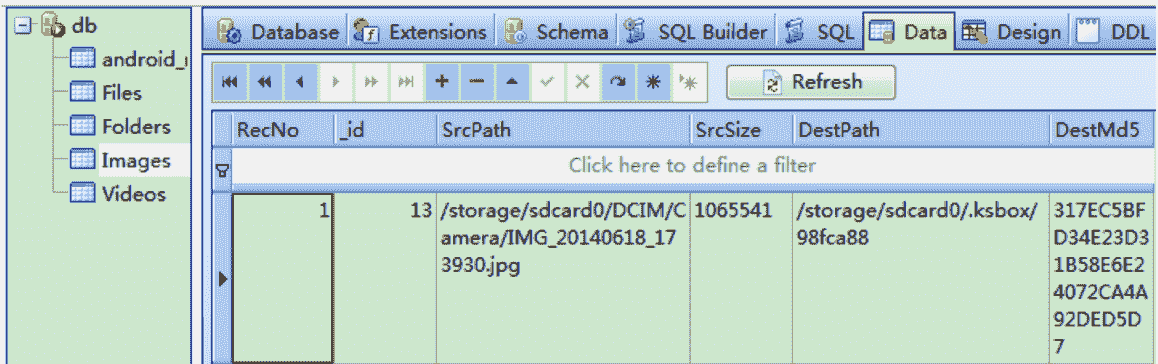 db
android_
Files
Folders
Images
Videos
Database Extensions Schema SQL Builder SQL Data Design DDL
Refresh
RecNo _id SrcPath SrcSize DestPath DestMd5
Click here to define a filter
1 13 /storage/sdcard0/DCIM/C 1065541 /storage/sdcard0/.ksbox/ 317EC5BF
amera/IMG_20140618_17 98fca88 D34E23D3
3930.jpg 1B58E6E2
4072CA4A
92DED5D
7